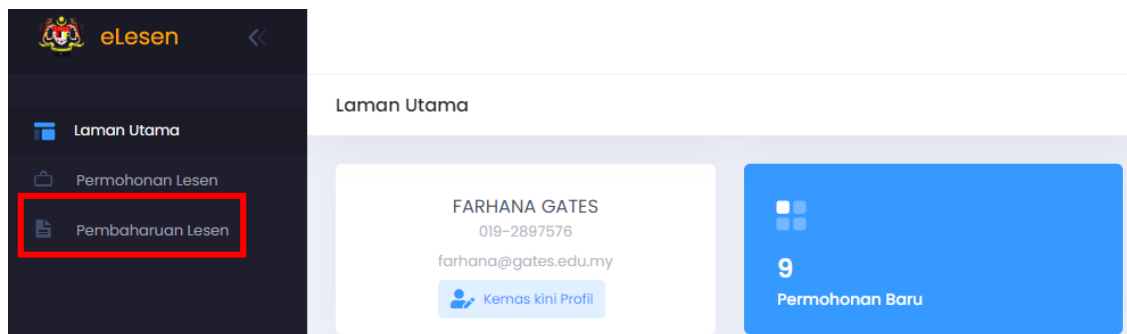 eLesen
Laman Utama
Permohonan Lesen
Pembaharuan Lesen
Laman Utama
FARHANA GATES
019-2897576
farhana@gates.edu.my
Kemas kini Profil
9
Permohonan Baru